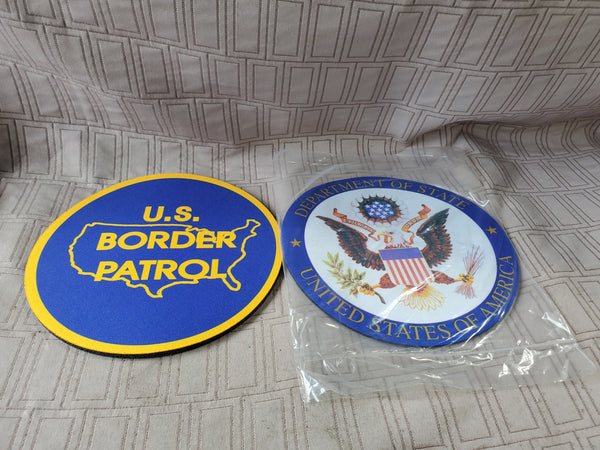 U.S.
BORDER
PATROL
DEPARTMENT OF STATE
UNITED STATES OF AMERICA